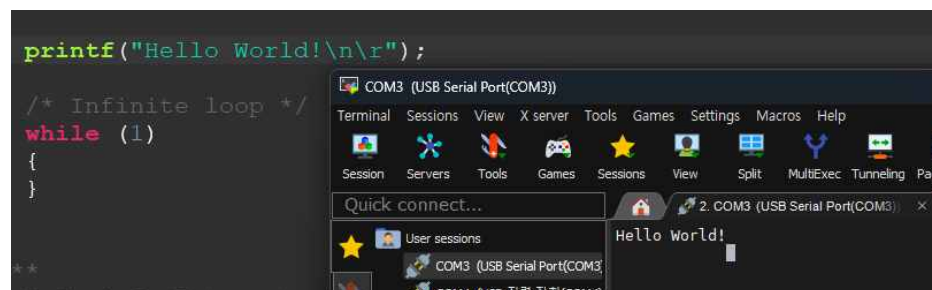 printf("Hello World!\n\r");
/* Infinite loop */
while (1)
{
}
**
COM3 (USB Serial Port(COM3))
Terminal Sessions View X server Tools Games Settings Macros Help
Session Servers Tools Games Sessions View Split MultiExec Tunneling Pa
Quick connect...
2. COM3 (USB Serial Port(COM3))
User sessions
COM3 (USB Serial Port(COM3
Hello World!